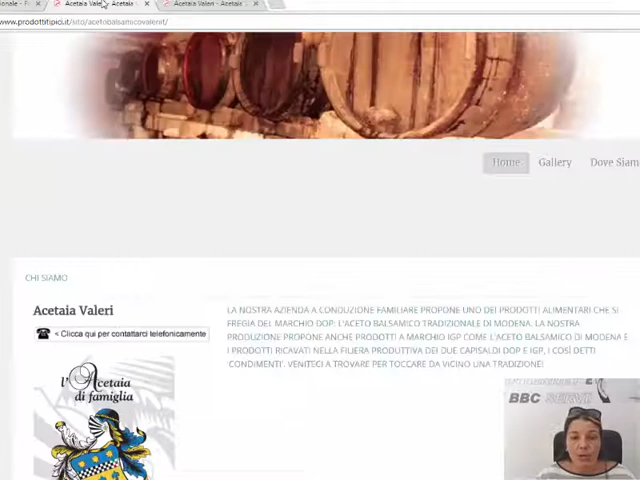 Acetaia Valeri - Acetaia
www.prodottitipici.it/sito/acetobalsamicovalerit/
Home Gallery Dove Siam
CHI SIAMO
Acetaia Valeri
< Clicca qui per contattarci telefonicamente
LA NOSTRA AZIENDA A CONDUZIONE FAMILIARE PROPONE UNO DEI PRODOTTI ALIMENTARI CHE SI
FREGIA DEL MARCHIO DOP: L'ACETO BALSAMICO TRADIZIONALE DI MODENA. LA NOSTRA
PRODUZIONE PROPONE ANCHE PRODOTTI A MARCHIO IGP COME L'ACETO BALSAMICO DI MODENA E
I PRODOTTI RICAVATI NELLA FILIERA PRODUTTIVA DEI DUE CAPISALDI DOP E IGP, I COSÌ DETTI
'CONDIMENTI'. VENITECI A TROVARE PER TOCCARE DA VICINO UNA TRADIZIONE!
l'Acetaia
di famiglia
BBC SERVI